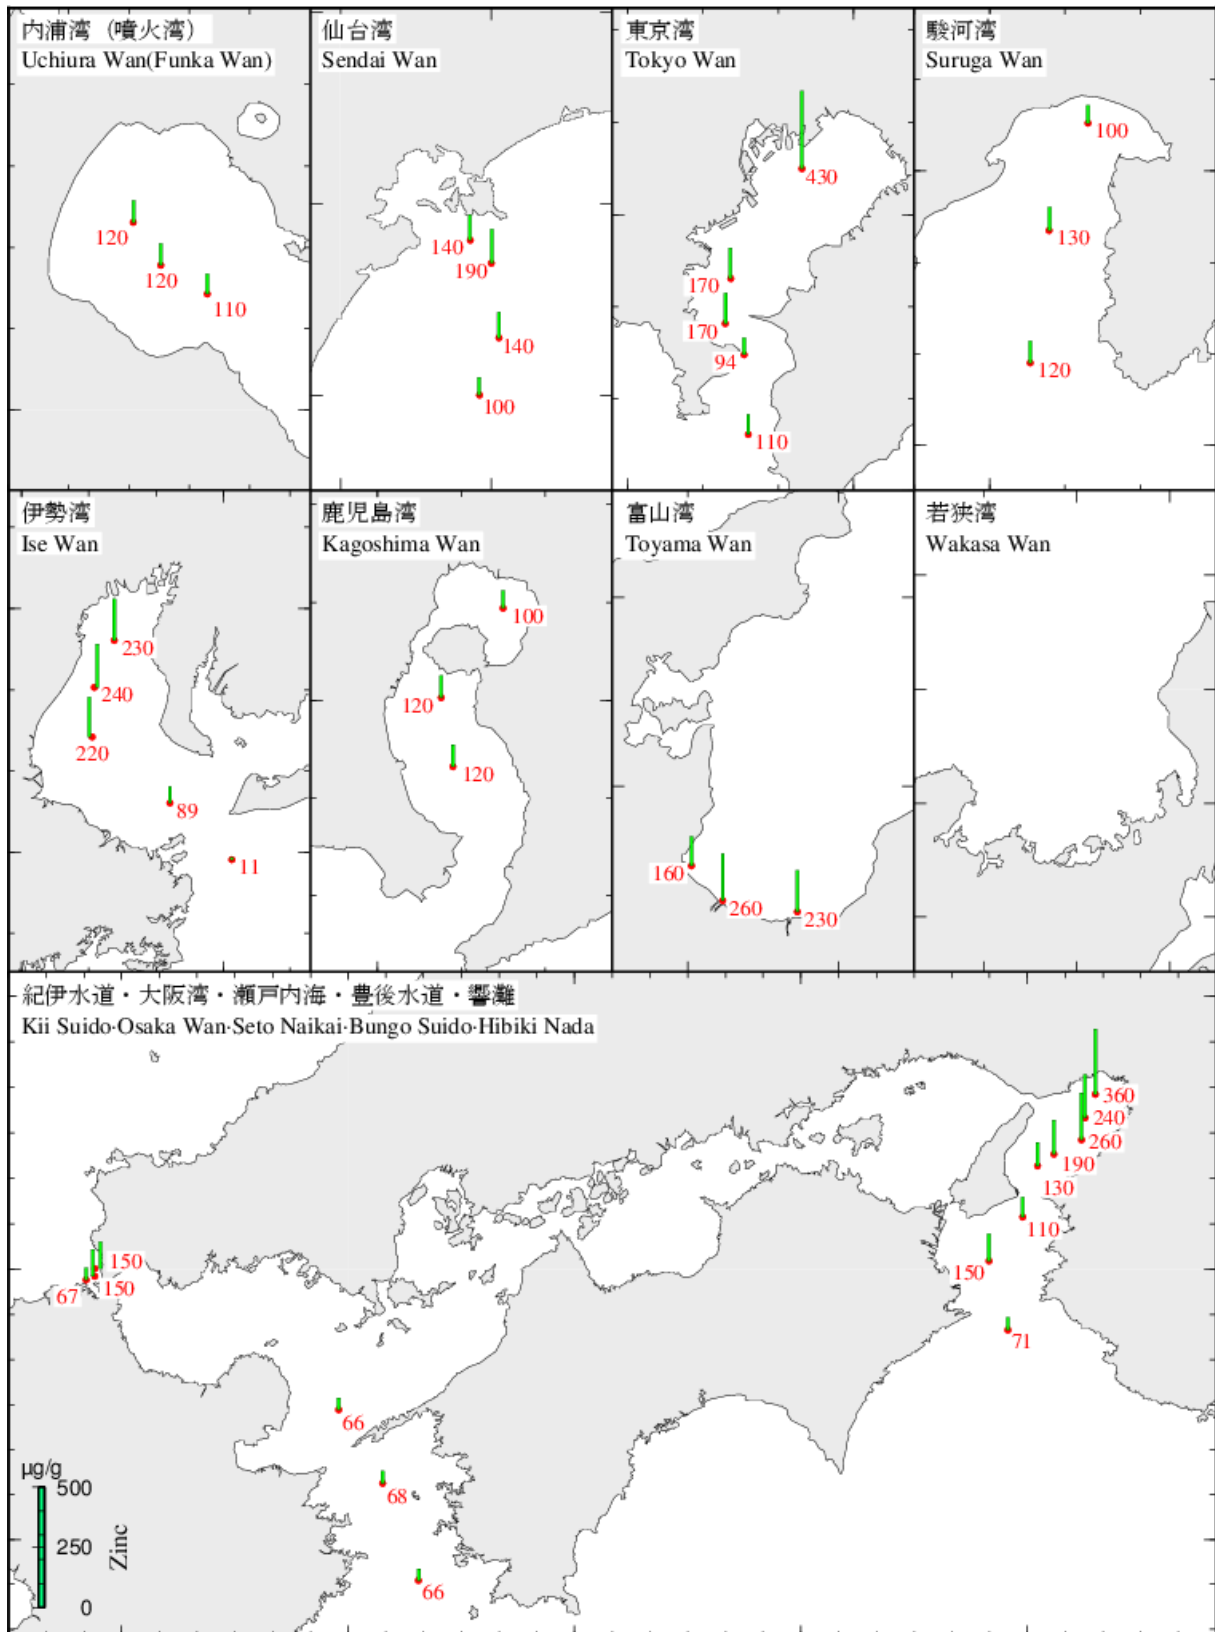 内浦湾（噴火湾）
Uchiura Wan(Funka Wan)
120
120
110
仙台湾
Sendai Wan
140
190
140
100
東京湾
Tokyo Wan
430
170
170
94
110
駿河湾
Suruga Wan
100
130
120
伊勢湾
Ise Wan
230
240
220
89
11
鹿児島湾
Kagoshima Wan
100
120
120
富山湾
Toyama Wan
160
260
230
若狭湾
Wakasa Wan
紀伊水道・大阪湾・瀬戸内海・豊後水道・響灘
Kii Suido·Osaka Wan·Seto Naikai·Bungo Suido·Hibiki Nada
360
240
260
190
130
110
150
71
150
150
67
66
68
66
µg/g
500
250
0
Zinc